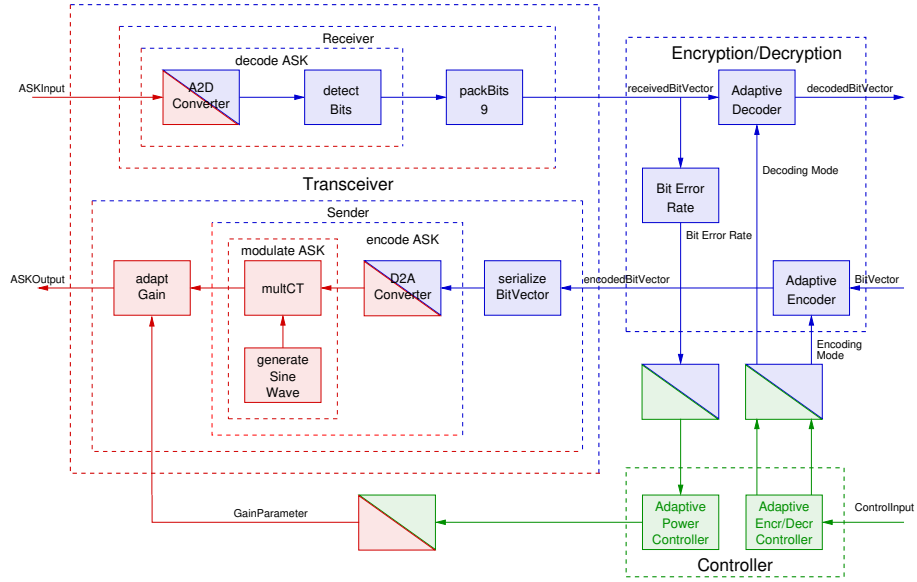 Receiver
decode ASK
Encryption/Decryption
ASKInput
A2D
Converter
detect
Bits
packBits
9
receivedBitVector
Adaptive
Decoder
decodedBitVector
Decoding Mode
Transceiver
Bit Error
Rate
Sender
Bit Error Rate
encode ASK
modulate ASK
ASKOutput
adapt
Gain
multCT
D2A
Converter
serialize
BitVector
encodedBitVector
Adaptive
Encoder
BitVector
Encoding
Mode
generate
Sine
Wave
GainParameter
Adaptive
Power
Controller
Adaptive
Encr/Decr
Controller
ControlInput
Controller